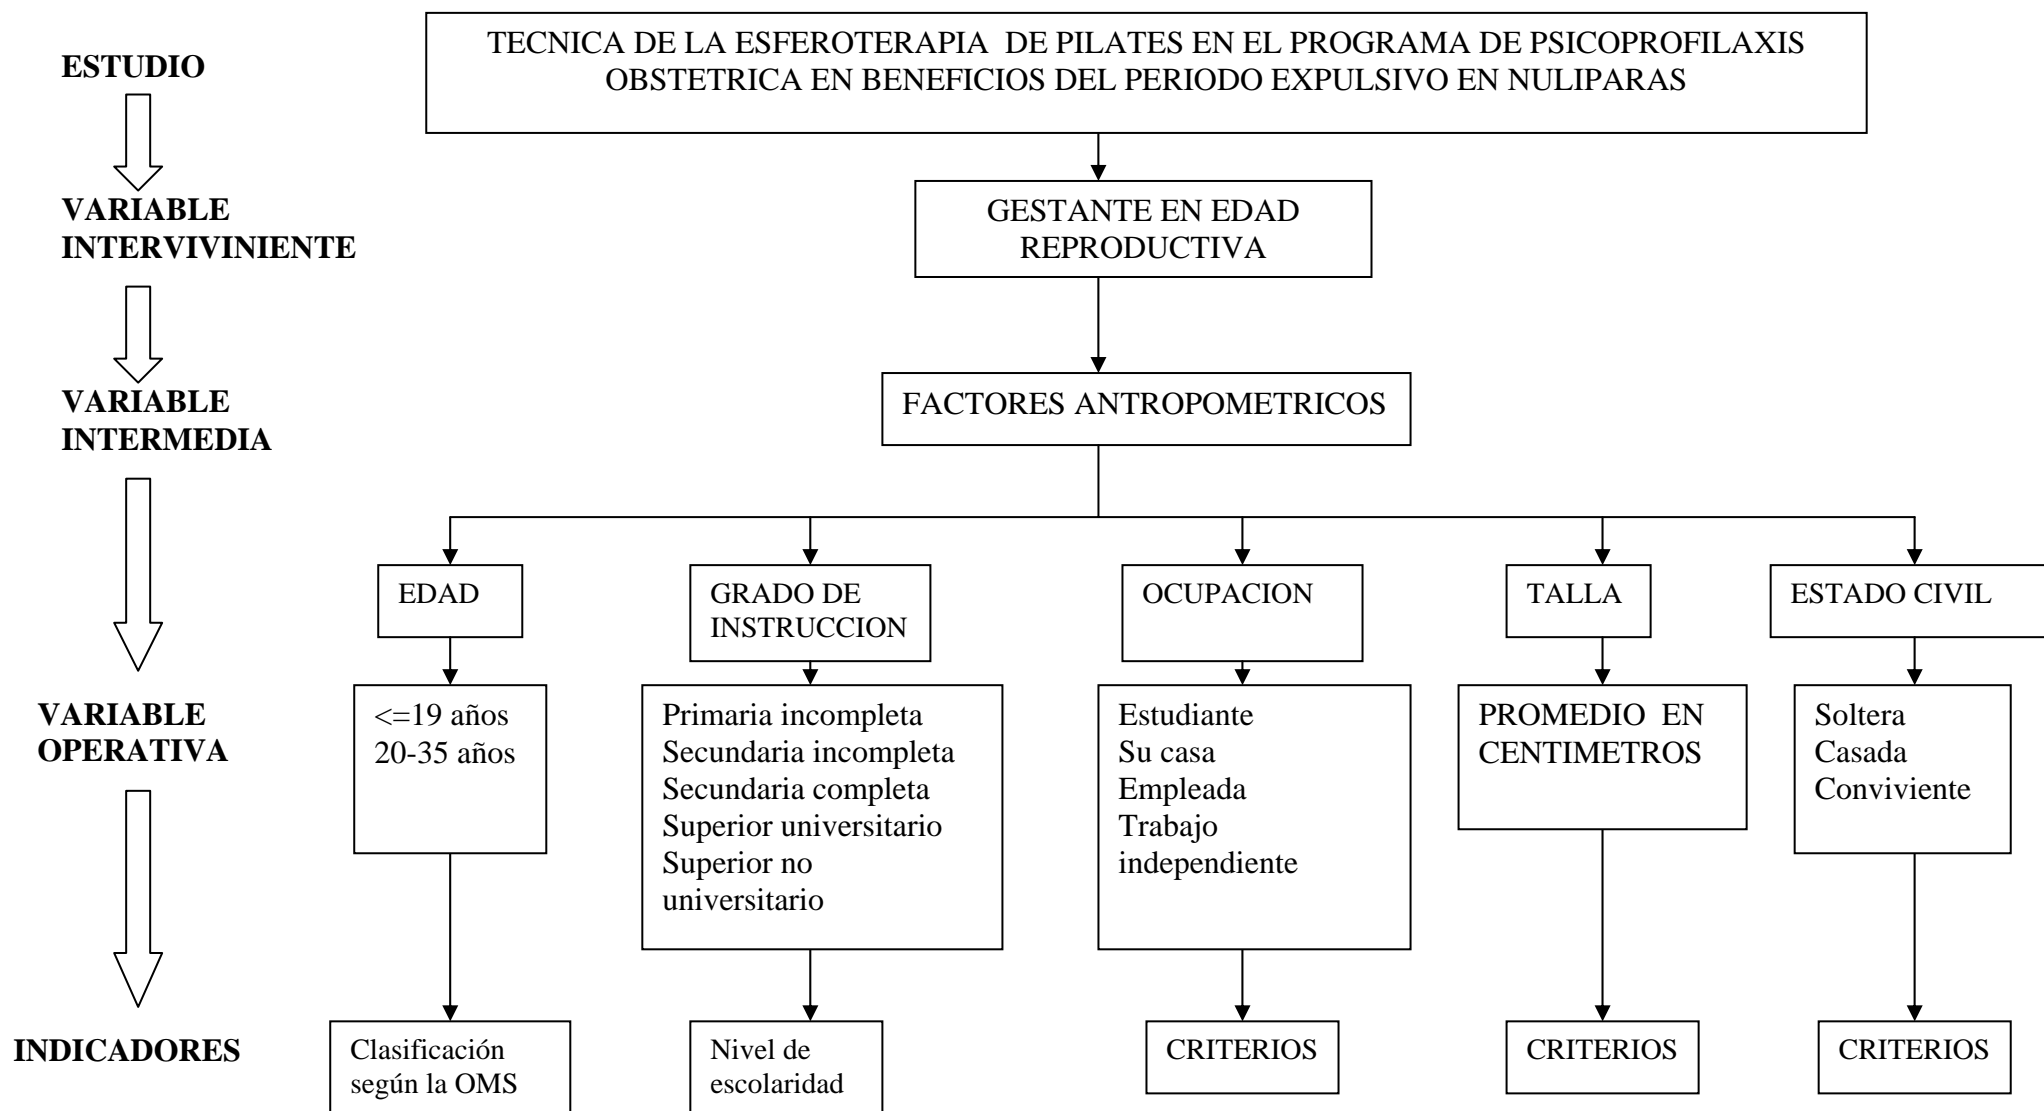 TECNICA DE LA ESFEROTERAPIA DE PILATES EN EL PROGRAMA DE PSICOPROFILAXIS
OBSTETRICA EN BENEFICIOS DEL PERIODO EXPULSIVO EN NULIPARAS
ESTUDIO
VARIABLE
INTERVIVINIENTE
GESTANTE EN EDAD
REPRODUCTIVA
VARIABLE
INTERMEDIA
FACTORES ANTROPOMETRICOS
EDAD
GRADO DE
INSTRUCCION
OCUPACION
TALLA
ESTADO CIVIL
VARIABLE
OPERATIVA
<=19 años
20-35 años
Primaria incompleta
Secundaria incompleta
Secundaria completa
Superior universitario
Superior no
universitario
Estudiante
Su casa
Empleada
Trabajo
independiente
PROMEDIO EN
CENTIMETROS
Soltera
Casada
Conviviente
INDICADORES
Clasificación
según la OMS
Nivel de
escolaridad
CRITERIOS
CRITERIOS
CRITERIOS